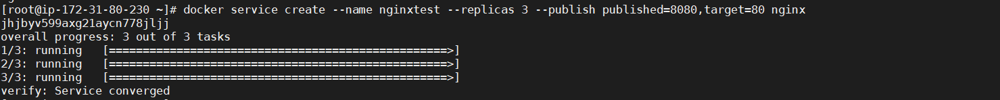 [root@ip-172-31-80-230 ~]# docker service create --name nginxtest --replicas 3 --publish published=8080,target=80 nginx
jhjbyv599axg21aycn778jljj
overall progress: 3 out of 3 tasks
1/3: running   [==================================================>]
2/3: running   [==================================================>]
3/3: running   [==================================================>]
verify: Service converged